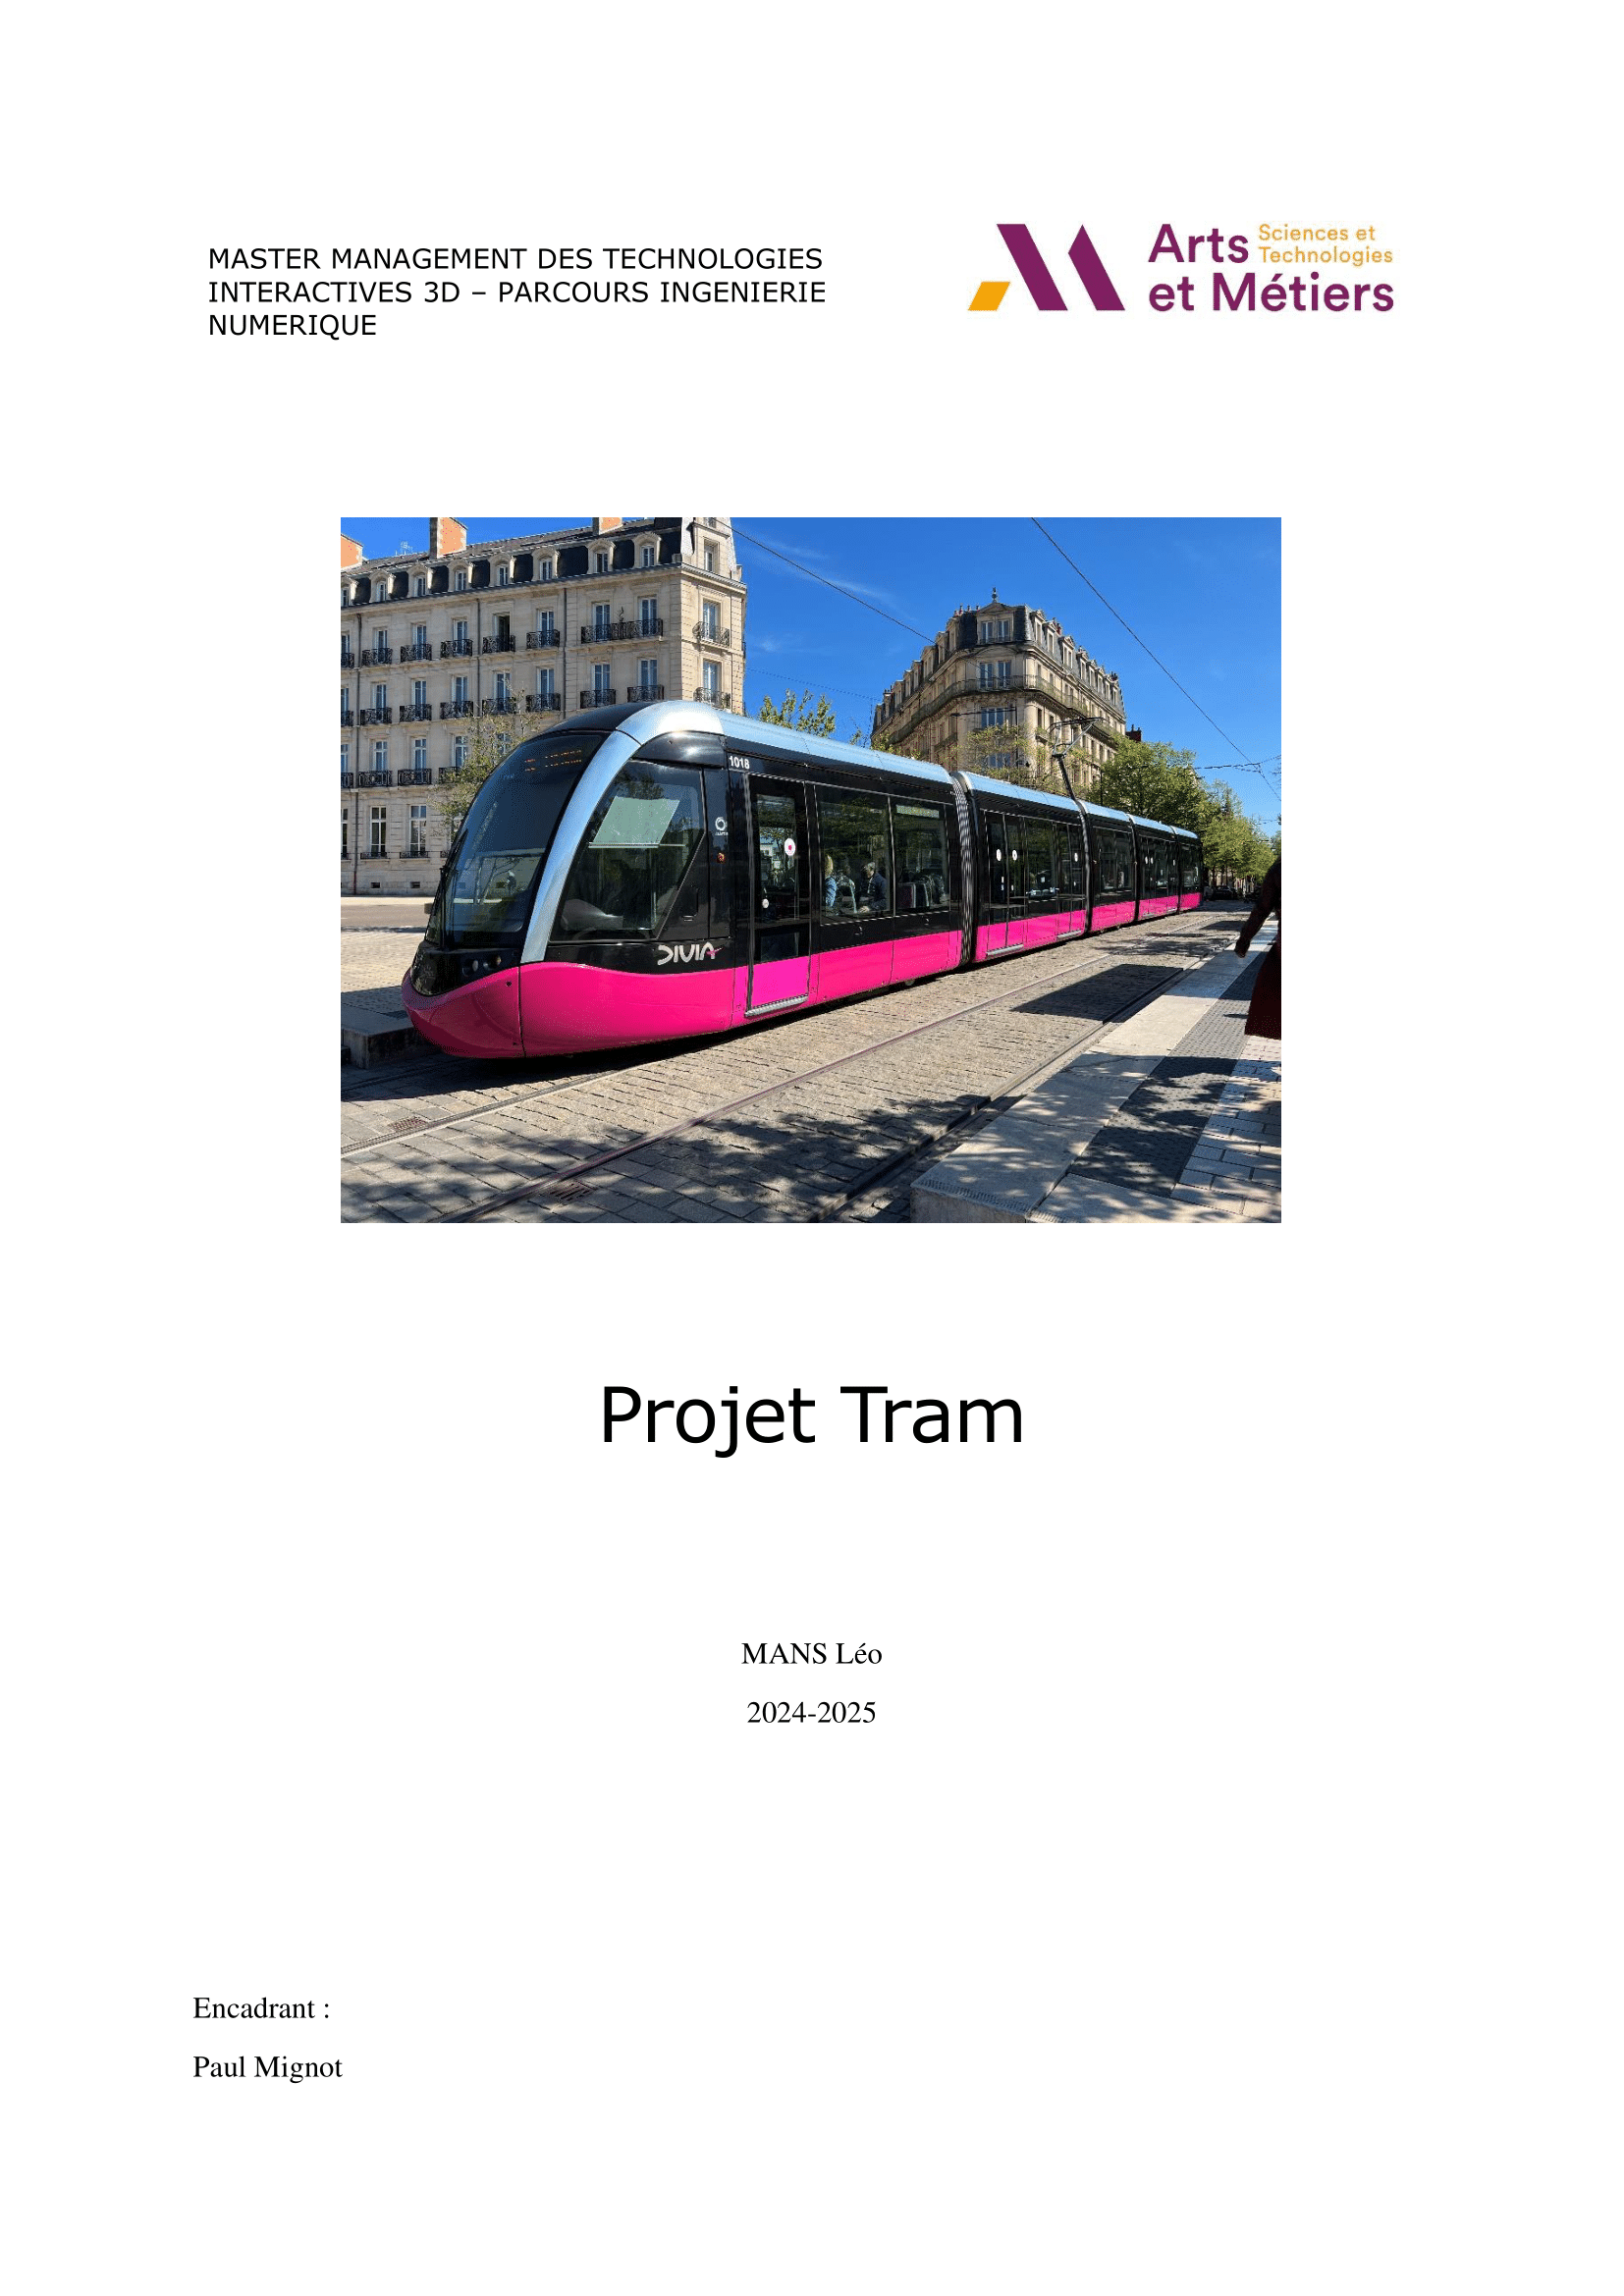 MASTER MANAGEMENT DES TECHNOLOGIES
INTERACTIVES 3D – PARCOURS INGENIERIE
NUMERIQUE
Arts Sciences et
Technologies
et Métiers
1018
DIVIA
Projet Tram
MANS Léo
2024-2025
Encadrant :
Paul Mignot